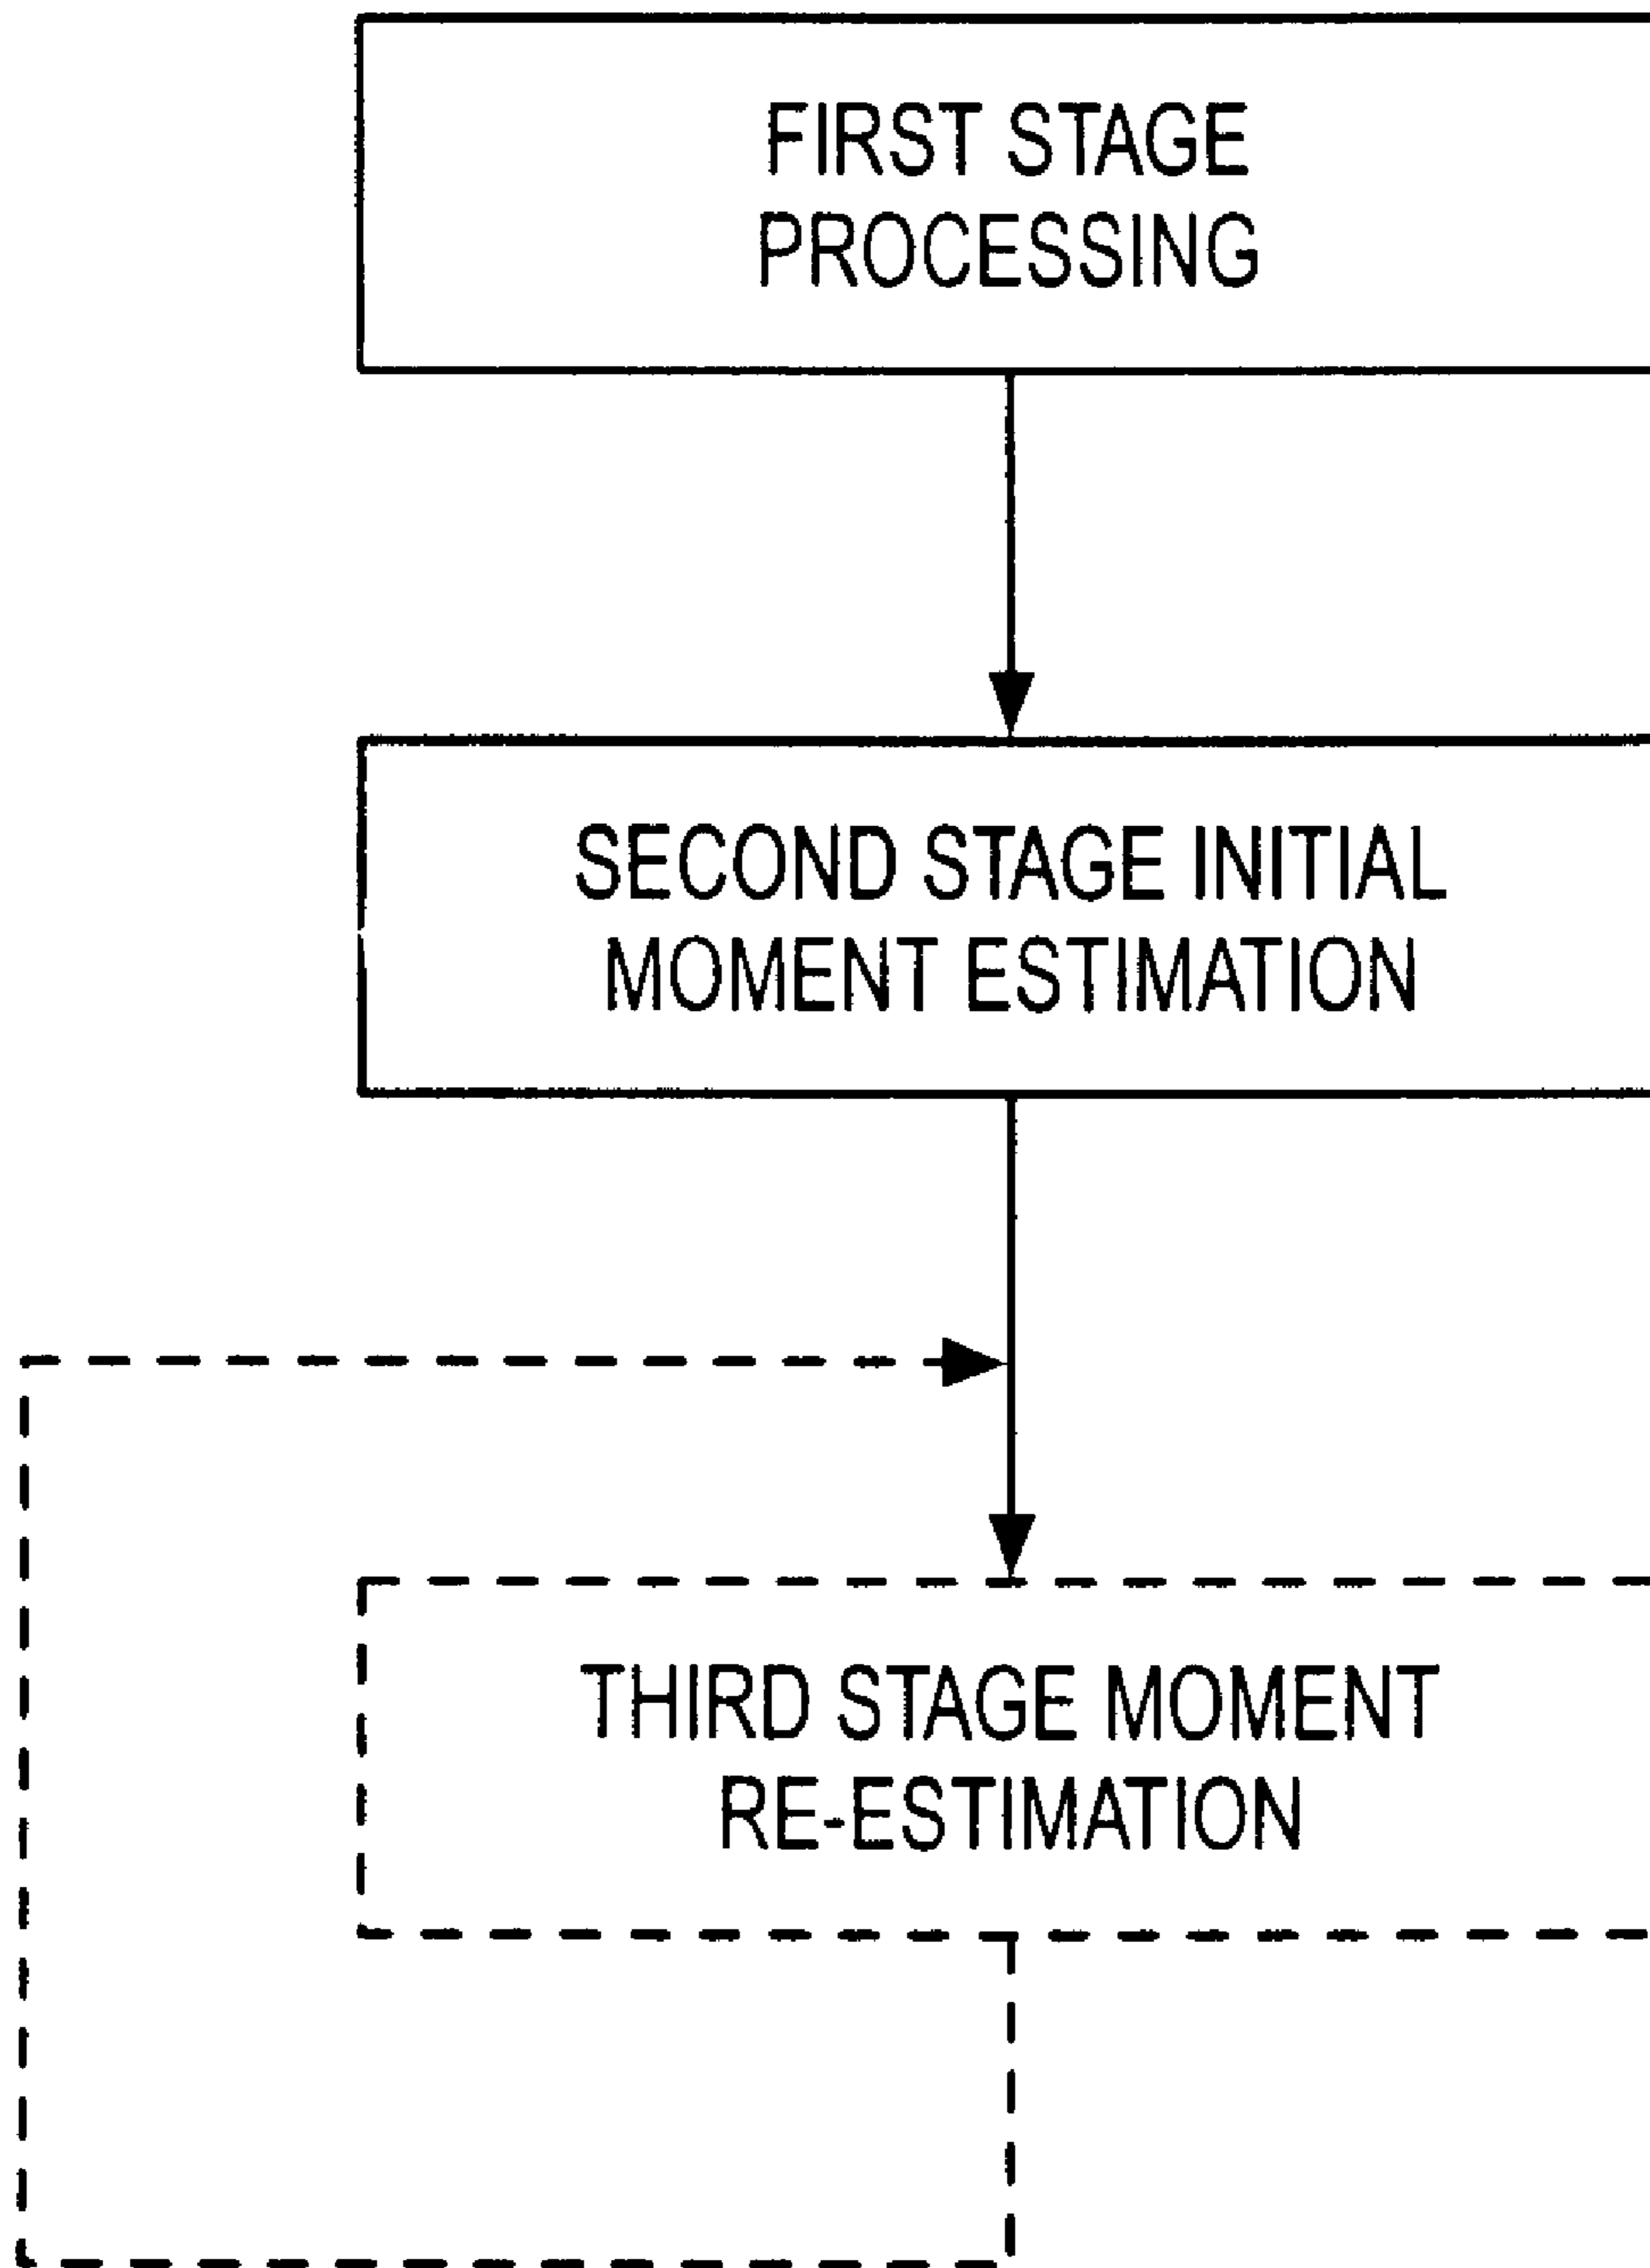 FIRST STAGE
PROCESSING
SECOND STAGE INITIAL
MOMENT ESTIMATION
THIRD STAGE MOMENT
RE-ESTIMATION